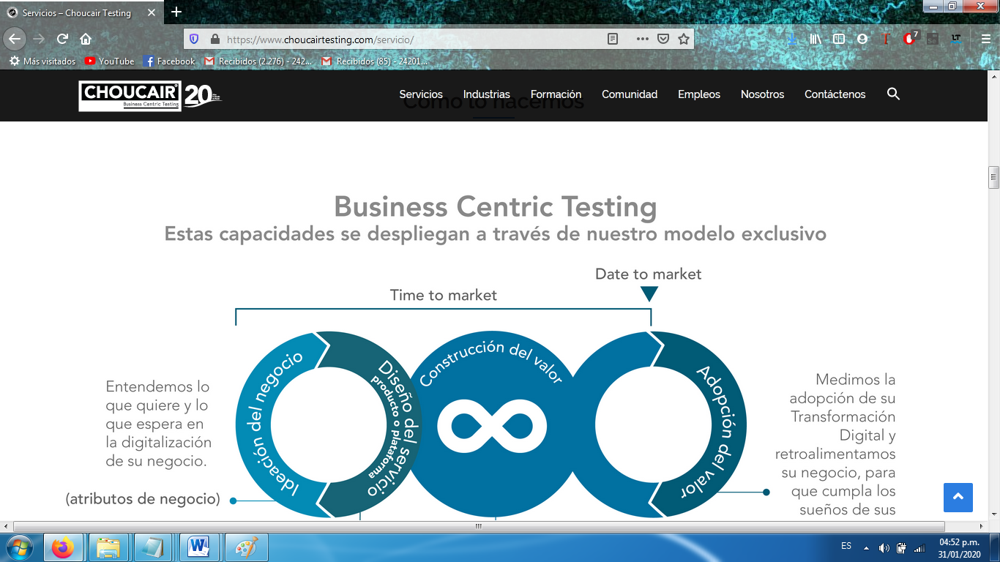 Servicios – Choucair Testing
https://www.choucairtesting.com/servicio/
7
Más visitados
YouTube
Facebook
Recibidos (2.276) - 242...
Recibidos (85) - 24201...
CHOUCAIR
Business Centric Testing
20
Servicios
Industrias
Formación
Comunidad
Empleos
Nosotros
Contáctenos
Cómo lo hacemos
Business Centric Testing
Estas capacidades se despliegan a través de nuestro modelo exclusivo
Date to market
Time to market
Ideación del negocio
Diseño del servicio
producto o plataforma
Construcción del valor
Adopción del valor
Entendemos lo
que quiere y lo
que espera en
la digitalización
de su negocio.
(atributos de negocio)
Medimos la
adopción de su
Transformación
Digital y
retroalimentamos
su negocio, para
que cumpla los
sueños de sus
ES
04:52 p.m.
31/01/2020